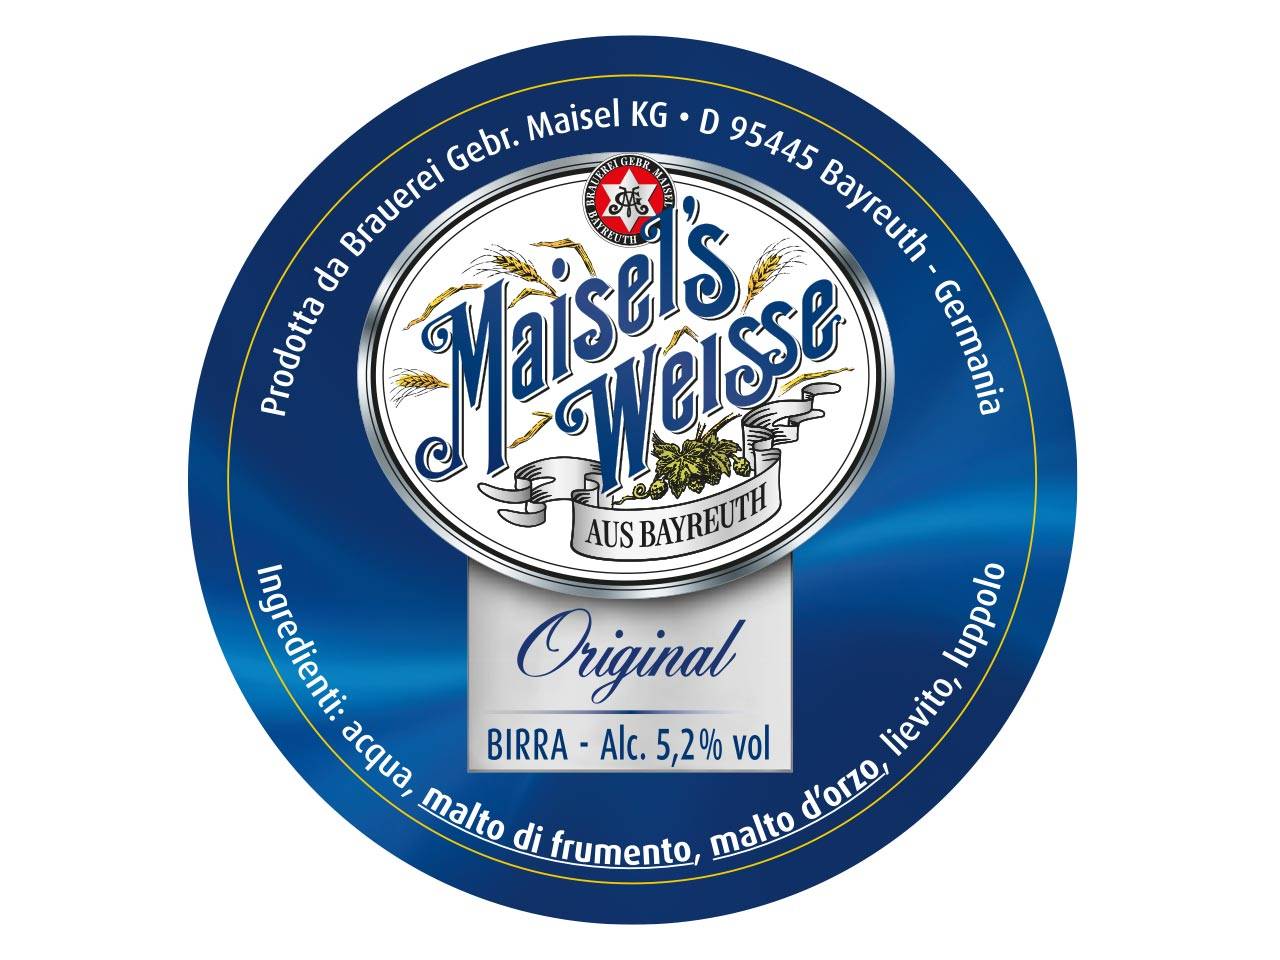 Prodotta da Brauerei Gebr. Maisel KG • D 95445 Bayreuth - Germania
BRAUEREI GEBR. MAISEL
BAYREUTH
Maisel's
Weisse
AUS BAYREUTH
Original
BIRRA - Alc. 5,2% vol
Ingredienti: acqua, malto di frumento, malto d'orzo, lievito, luppolo